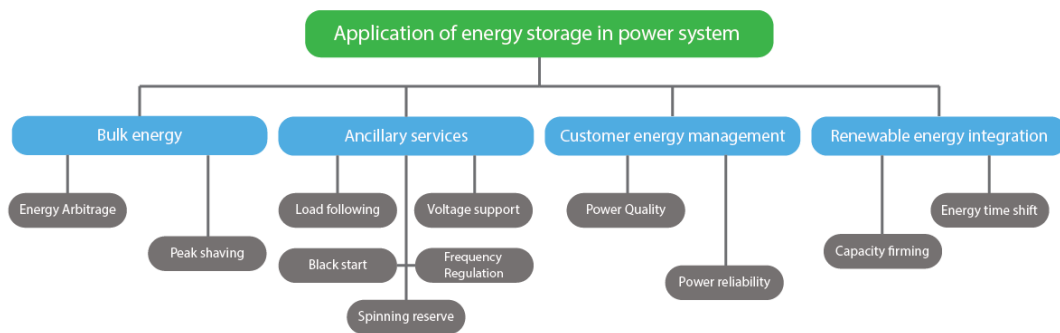 Application of energy storage in power system
Bulk energy
Ancillary services
Customer energy management
Renewable energy integration
Energy Arbitrage
Load following
Voltage support
Power Quality
Energy time shift
Peak shaving
Black start
Frequency
Regulation
Capacity firming
Power reliability
Spinning reserve